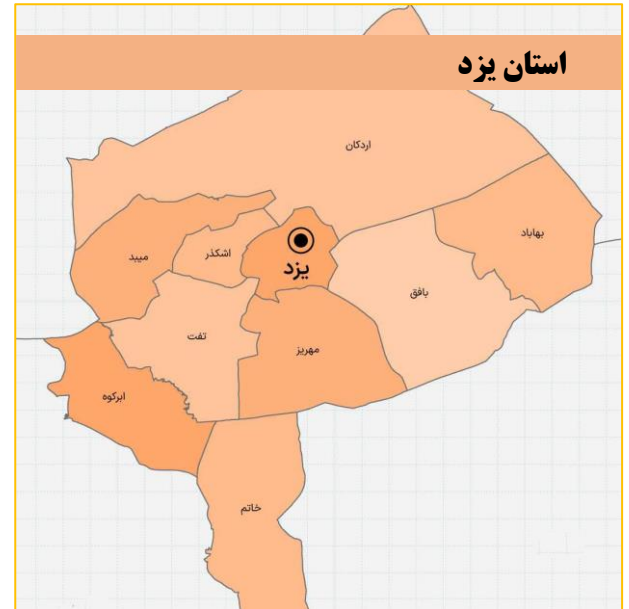 استان یزد
اردکان
بهاباد
میبد
اشکذر
یزد
بافق
تفت
مهریز
ابرکوه
خاتم